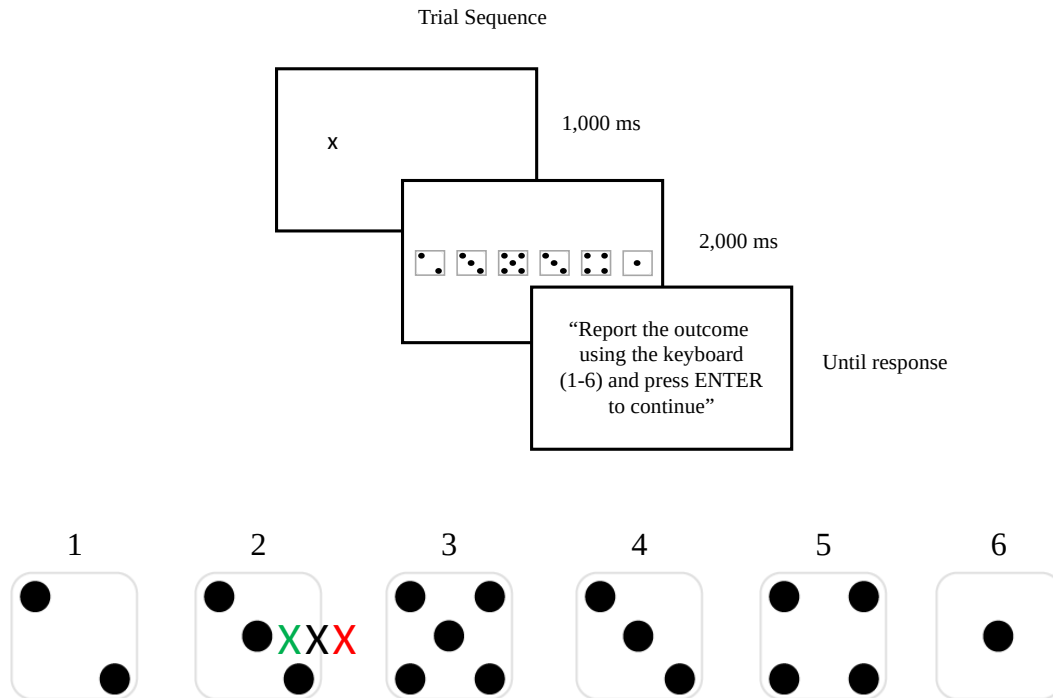 Trial Sequence
x
1,000 ms
2,000 ms
“Report the outcome
using the keyboard
(1-6) and press ENTER
to continue”
Until response
1 2 3 4 5 6
X X X